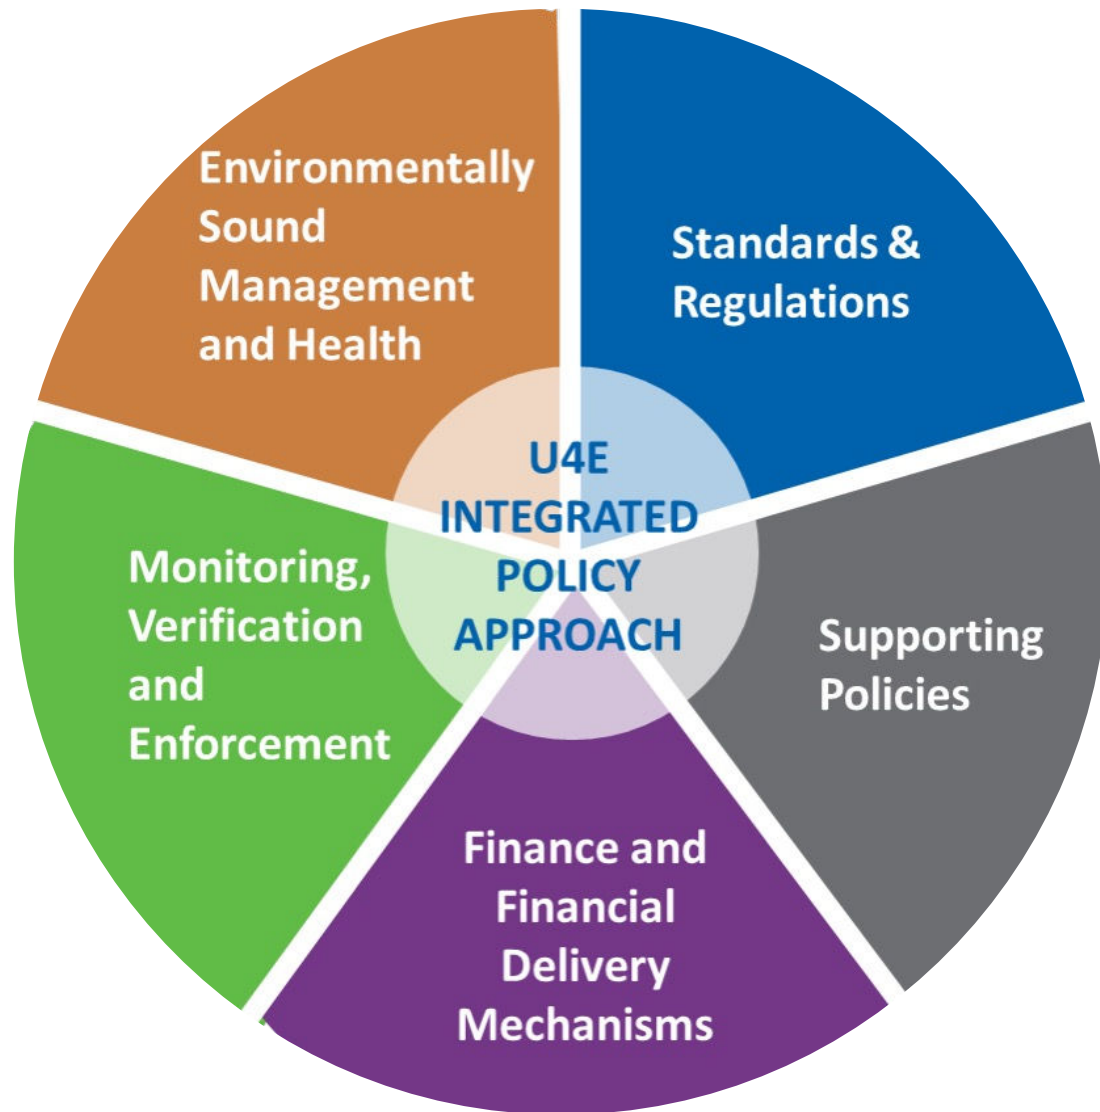 Environmentally
Sound
Management
and Health
Standards &
Regulations
U4E
INTEGRATED
POLICY
APPROACH
Monitoring,
Verification
and
Enforcement
Supporting
Policies
Finance and
Financial
Delivery
Mechanisms